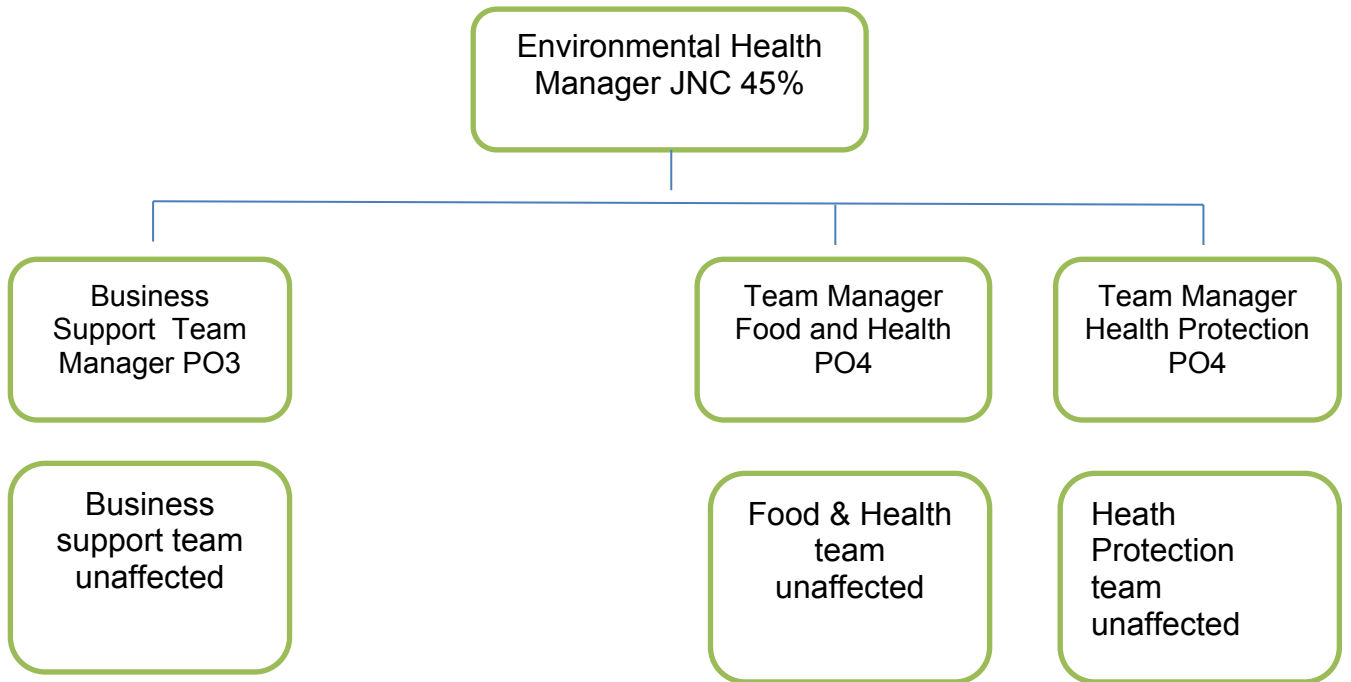 Environmental Health
Manager JNC 45%
Business
Support Team
Manager PO3
Team Manager
Food and Health
PO4
Team Manager
Health Protection
PO4
Business
support team
unaffected
Food & Health
team
unaffected
Heath
Protection
team
unaffected